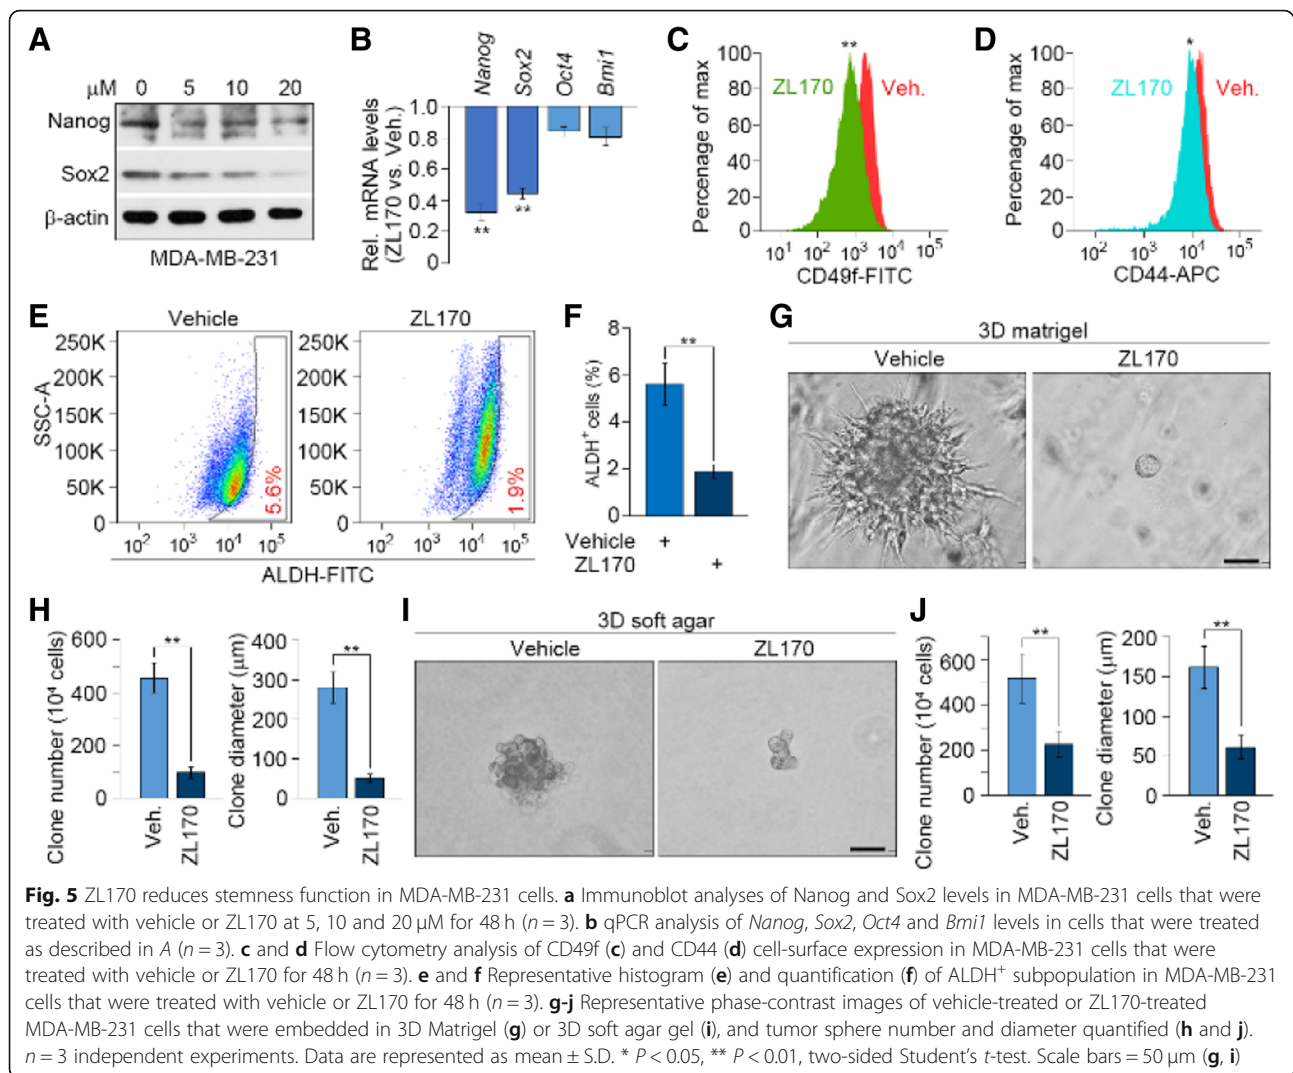 A
μM 0 5 10 20
Nanog
Sox2
β-actin
MDA-MB-231
B
Nanog
Sox2
Oct4
Bmi1
Rel. mRNA levels
(ZL170 vs. Veh.)
1.0
0.8
0.6
0.4
0.2
0
**
**
C
Percenage of max
100
80
60
40
20
0
**
ZL170
Veh.
10¹ 10² 10³ 10⁴ 10⁵
CD49f-FITC
D
Percenage of max
100
80
60
40
20
0
*
ZL170
Veh.
10² 10³ 10⁴ 10⁵
CD44-APC
E
Vehicle
ZL170
SSC-A
250K
200K
150K
100K
50K
0
5.6%
10² 10³ 10⁴ 10⁵
250K
200K
150K
100K
50K
0
1.9%
10² 10³ 10⁴ 10⁵
ALDH-FITC
F
ALDH⁺cells (%)
8
6
4
2
0
**
Vehicle +
ZL170 +
G
3D matrigel
Vehicle ZL170
H
Clone number (10⁴ cells)
600
400
200
0
**
Veh.
ZL170
Clone diameter (μm)
400
300
200
100
0
**
Veh.
ZL170
I
3D soft agar
Vehicle ZL170
J
Clone number (10⁴ cells)
600
400
200
0
**
Veh.
ZL170
Clone diameter (μm)
200
150
100
50
0
**
Veh.
ZL170
Fig. 5 ZL170 reduces stemness function in MDA-MB-231 cells. a Immunoblot analyses of Nanog and Sox2 levels in MDA-MB-231 cells that were
treated with vehicle or ZL170 at 5, 10 and 20 μM for 48 h (n = 3). b qPCR analysis of Nanog, Sox2, Oct4 and Bmi1 levels in cells that were treated
as described in A (n = 3). c and d Flow cytometry analysis of CD49f (c) and CD44 (d) cell-surface expression in MDA-MB-231 cells that were
treated with vehicle or ZL170 for 48 h (n = 3). e and f Representative histogram (e) and quantification (f) of ALDH⁺ subpopulation in MDA-MB-231
cells that were treated with vehicle or ZL170 for 48 h (n = 3). g-j Representative phase-contrast images of vehicle-treated or ZL170-treated
MDA-MB-231 cells that were embedded in 3D Matrigel (g) or 3D soft agar gel (i), and tumor sphere number and diameter quantified (h and j).
n = 3 independent experiments. Data are represented as mean ± S.D. * P < 0.05, ** P < 0.01, two-sided Student's t-test. Scale bars = 50 μm (g, i)